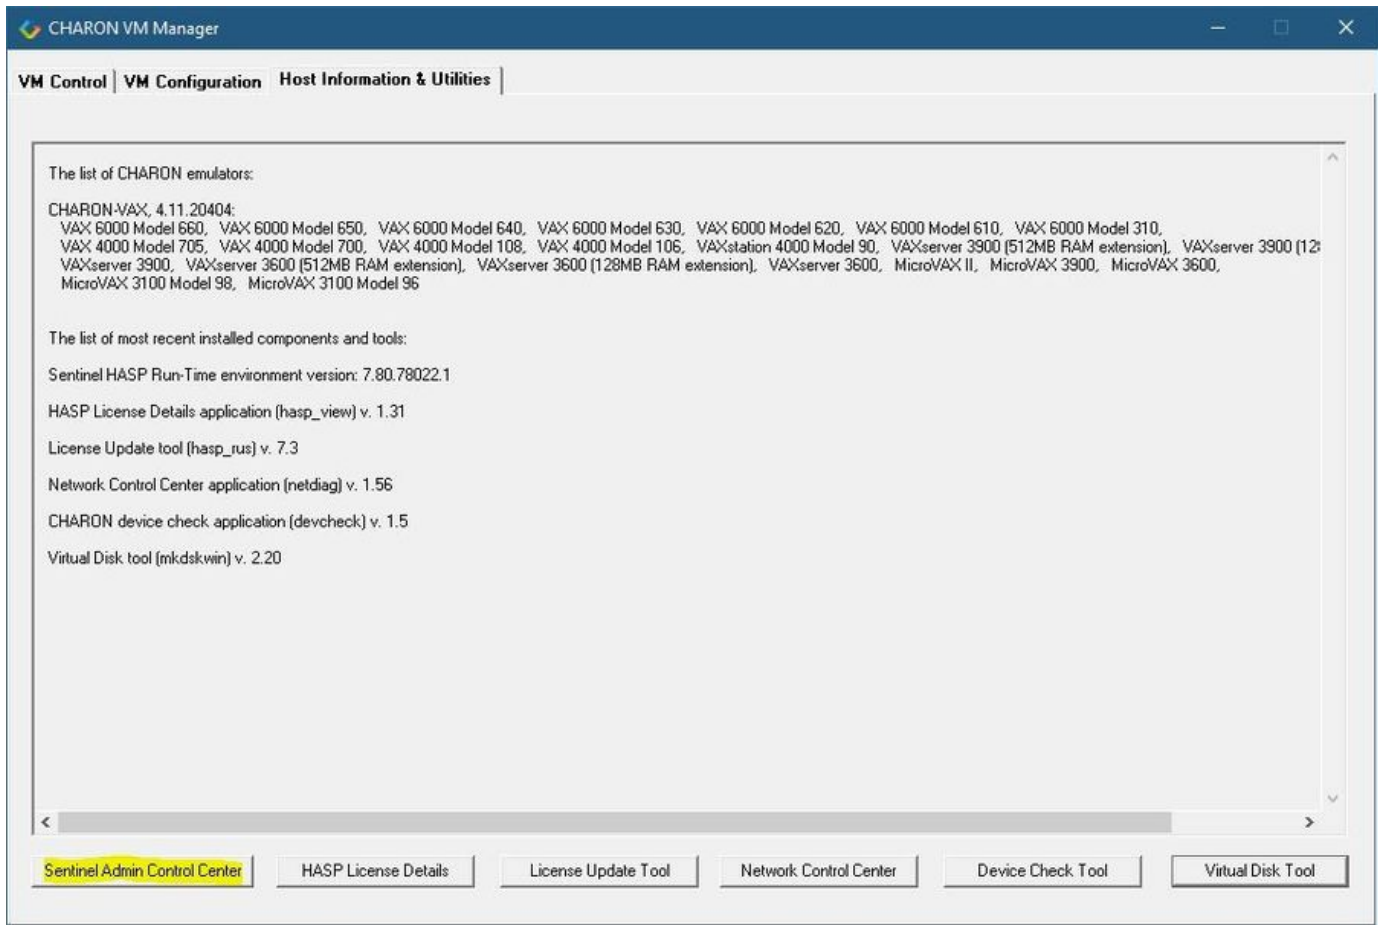 CHARON VM Manager
VM Control VM Configuration Host Information & Utilities
The list of CHARON emulators:
CHARON-VAX, 4.11.20404:
VAX 6000 Model 660, VAX 6000 Model 650, VAX 6000 Model 640, VAX 6000 Model 630, VAX 6000 Model 620, VAX 6000 Model 610, VAX 6000 Model 310,
VAX 4000 Model 705, VAX 4000 Model 700, VAX 4000 Model 108, VAX 4000 Model 106, VAXstation 4000 Model 90, VAXserver 3900 (512MB RAM extension), VAXserver 3900 (12
VAXserver 3900, VAXserver 3600 (512MB RAM extension), VAXserver 3600 (128MB RAM extension), VAXserver 3600, MicroVAX II, MicroVAX 3900, MicroVAX 3600,
MicroVAX 3100 Model 98, MicroVAX 3100 Model 96
The list of most recent installed components and tools:
Sentinel HASP Run-Time environment version: 7.80.78022.1
HASP License Details application (hasp_view) v. 1.31
License Update tool (hasp_rus) v. 7.3
Network Control Center application (netdiag) v. 1.56
CHARON device check application (devcheck) v. 1.5
Virtual Disk tool (mkdskwin) v. 2.20
Sentinel Admin Control Center HASP License Details License Update Tool Network Control Center Device Check Tool Virtual Disk Tool